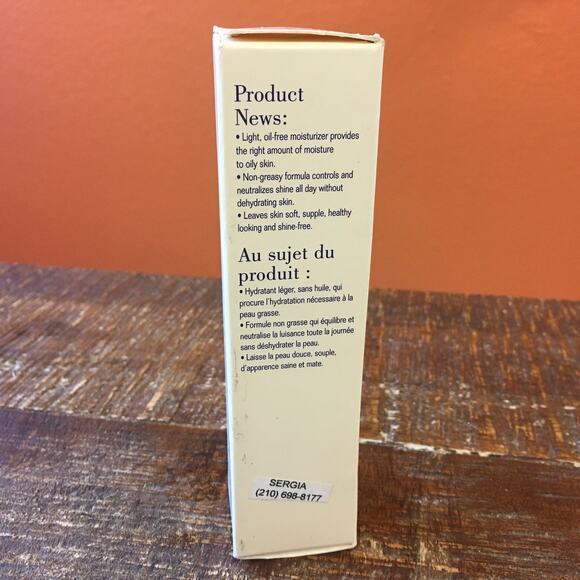 Product
News:
• Light, oil-free moisturizer provides
the right amount of moisture
to oily skin.
• Non-greasy formula controls and
neutralizes shine all day without
dehydrating skin.
• Leaves skin soft, supple, healthy
looking and shine-free.
Au sujet du
produit :
• Hydratant léger, sans huile, qui
procure l'hydratation nécessaire à la
peau grasse.
• Formule non grasse qui équilibre et
neutralise la luisance toute la journée
sans déshydrater la peau.
• Laisse la peau douce, souple,
d'apparence saine et mate.
SERGIA
(210) 698-8177